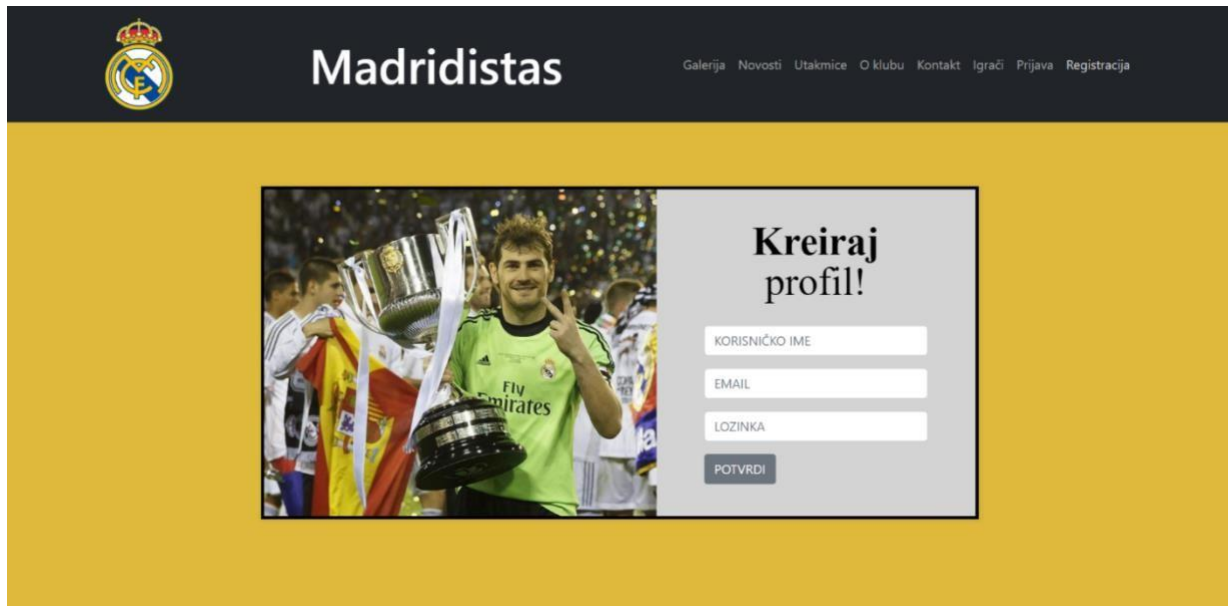 Madridistas
Galerija Novosti Utakmice O klubu Kontakt Igrači Prijava Registracija
Kreiraj
profil!
Fly
Emirates
KORISNIČKO IME
EMAIL
LOZINKA
POTVRDI